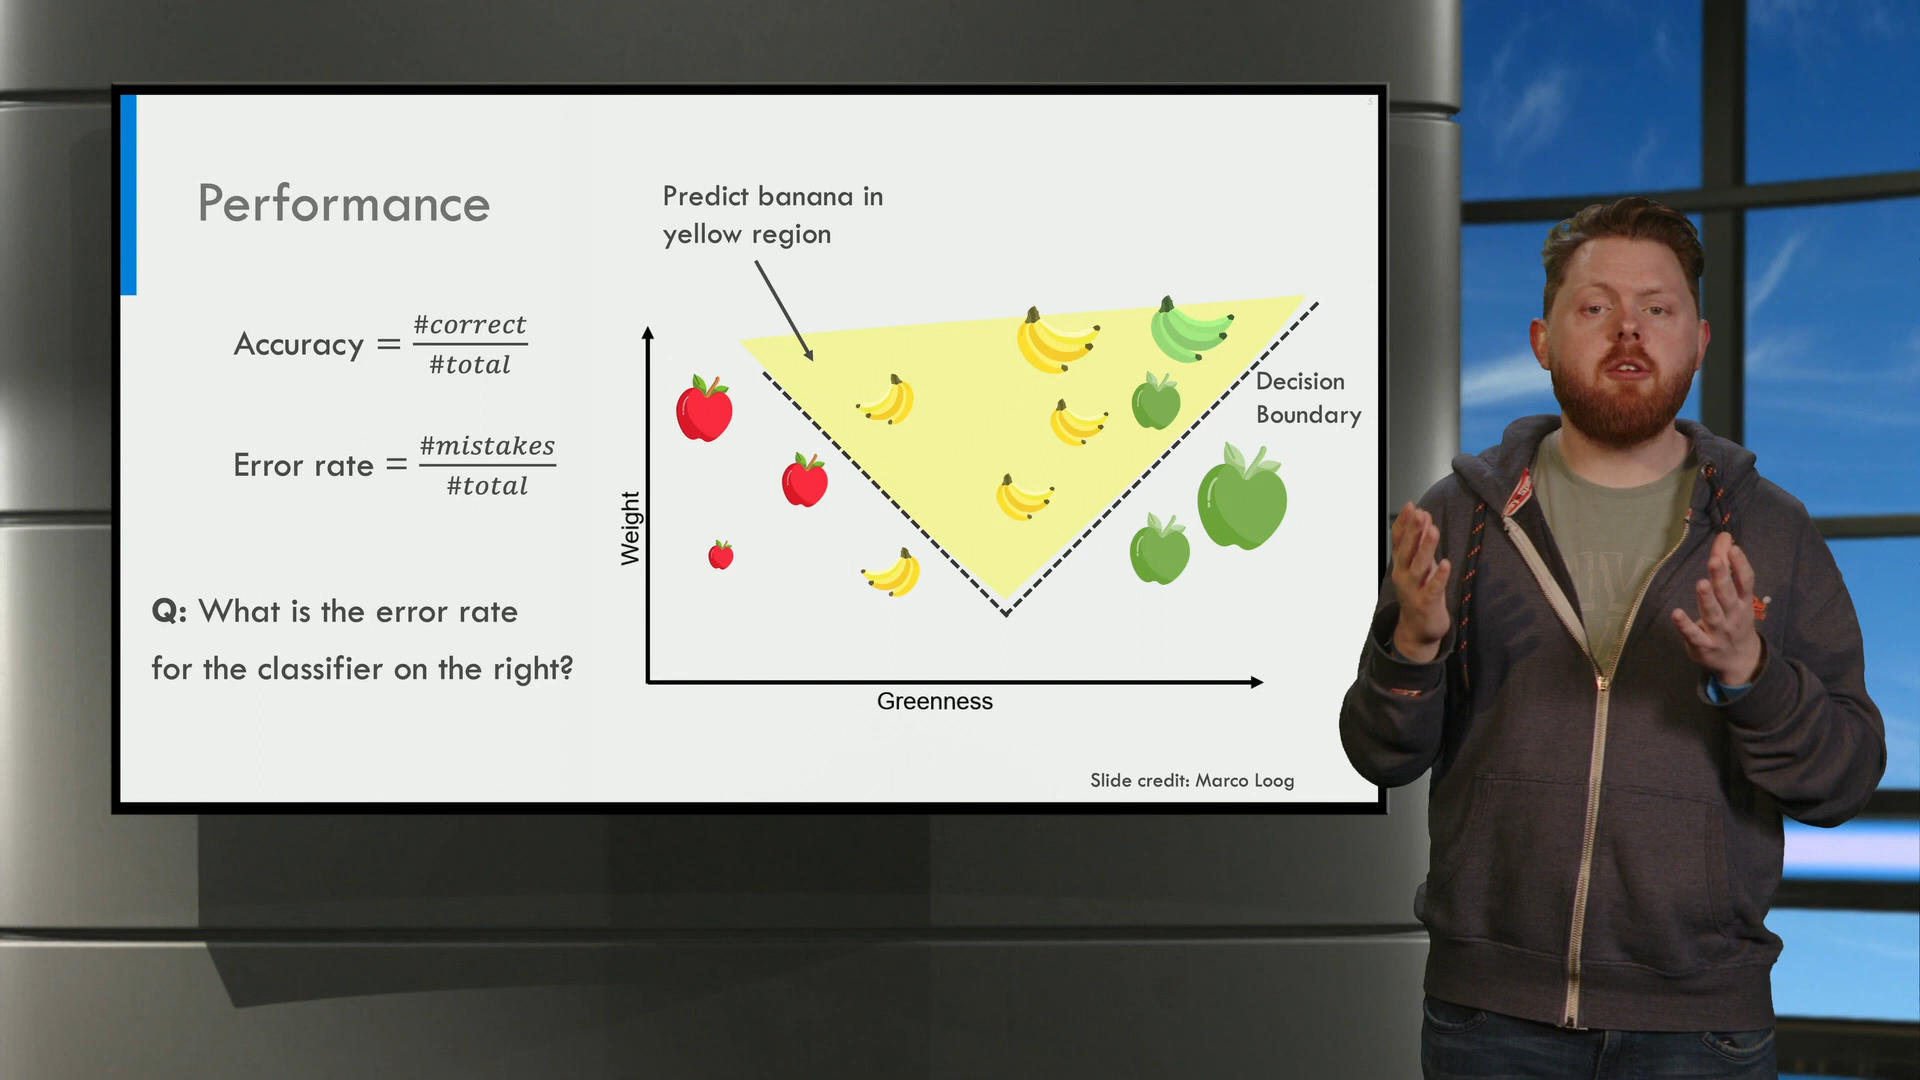 Performance
Accuracy = #correct / #total
Error rate = #mistakes / #total
Q: What is the error rate
for the classifier on the right?
Predict banana in
yellow region
Decision
Boundary
Weight
Greenness
Slide credit: Marco Loog
5